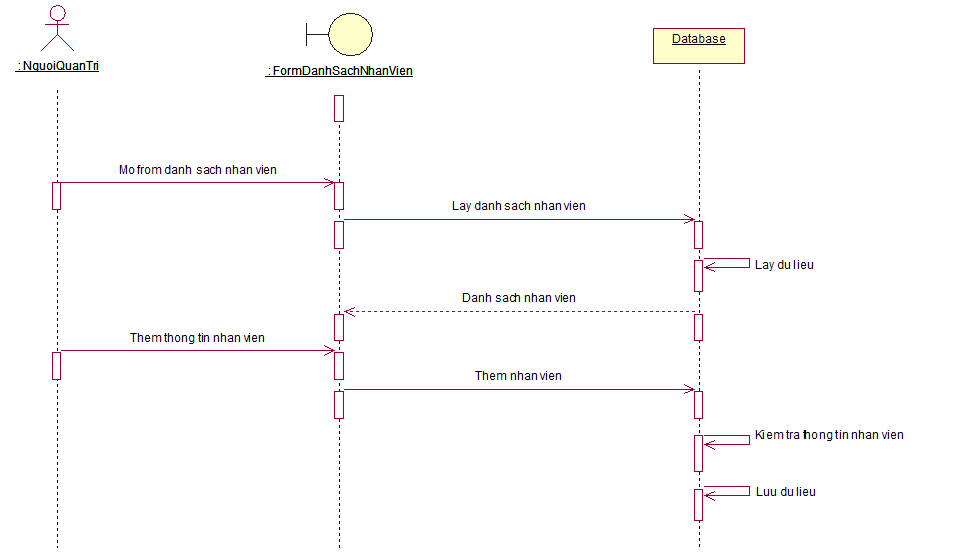 : NguoiQuanTri
: FormDanhSachNhanVien
Database
Mo from danh sach nhan vien
Lay danh sach nhan vien
Lay du lieu
Danh sach nhan vien
Them thong tin nhan vien
Them nhan vien
Kiem tra thong tin nhan vien
Luu du lieu